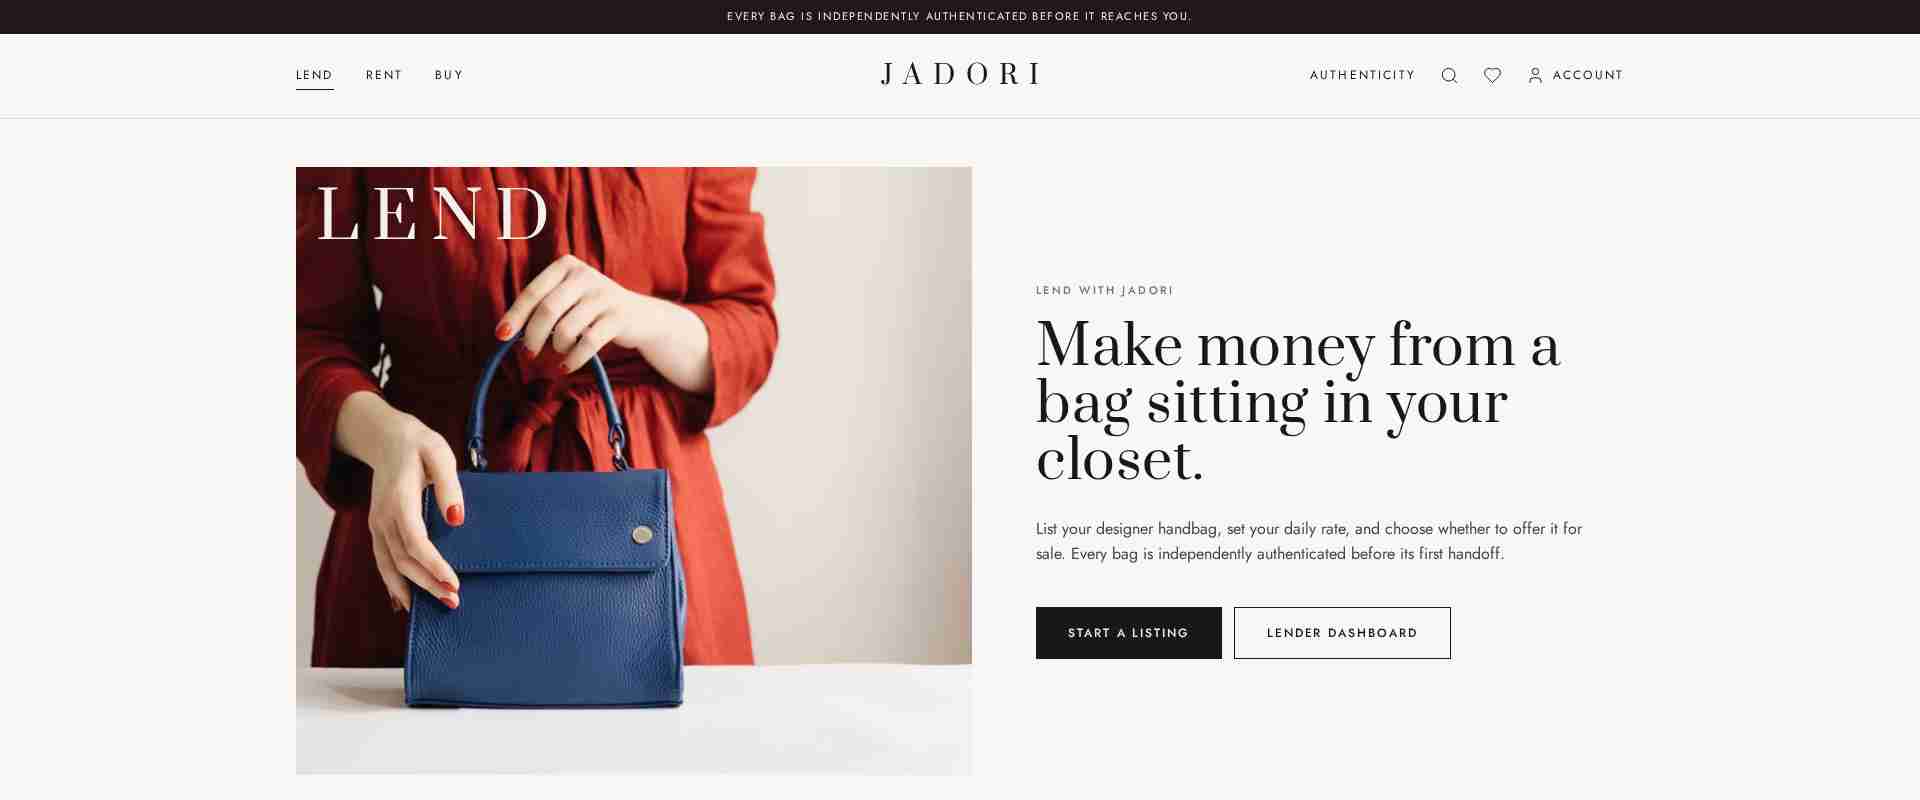 EVERY BAG IS INDEPENDENTLY AUTHENTICATED BEFORE IT REACHES YOU.
LEND RENT BUY JADORI AUTHENTICITY ACCOUNT
LEND
LEND WITH JADORI
Make money from a
bag sitting in your
closet.
List your designer handbag, set your daily rate, and choose whether to offer it for
sale. Every bag is independently authenticated before its first handoff.
START A LISTING LENDER DASHBOARD